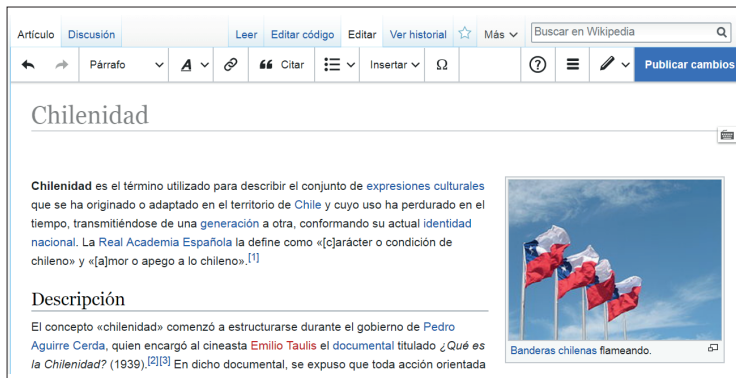 Artículo Discusión Leer Editar código Editar Ver historial Más Buscar en Wikipedia
Párrafo A Citar Insertar Ω ? Publicar cambios
Chilenidad
Chilenidad es el término utilizado para describir el conjunto de expresiones culturales
que se ha originado o adaptado en el territorio de Chile y cuyo uso ha perdurado en el
tiempo, transmitiéndose de una generación a otra, conformando su actual identidad
nacional. La Real Academia Española la define como «[c]arácter o condición de
chileno» y «[a]mor o apego a lo chileno».[1]
Banderas chilenas flameando.
Descripción
El concepto «chilenidad» comenzó a estructurarse durante el gobierno de Pedro
Aguirre Cerda, quien encargó al cineasta Emilio Taulis el documental titulado ¿Qué es
la Chilenidad? (1939).[2][3] En dicho documental, se expuso que toda acción orientada